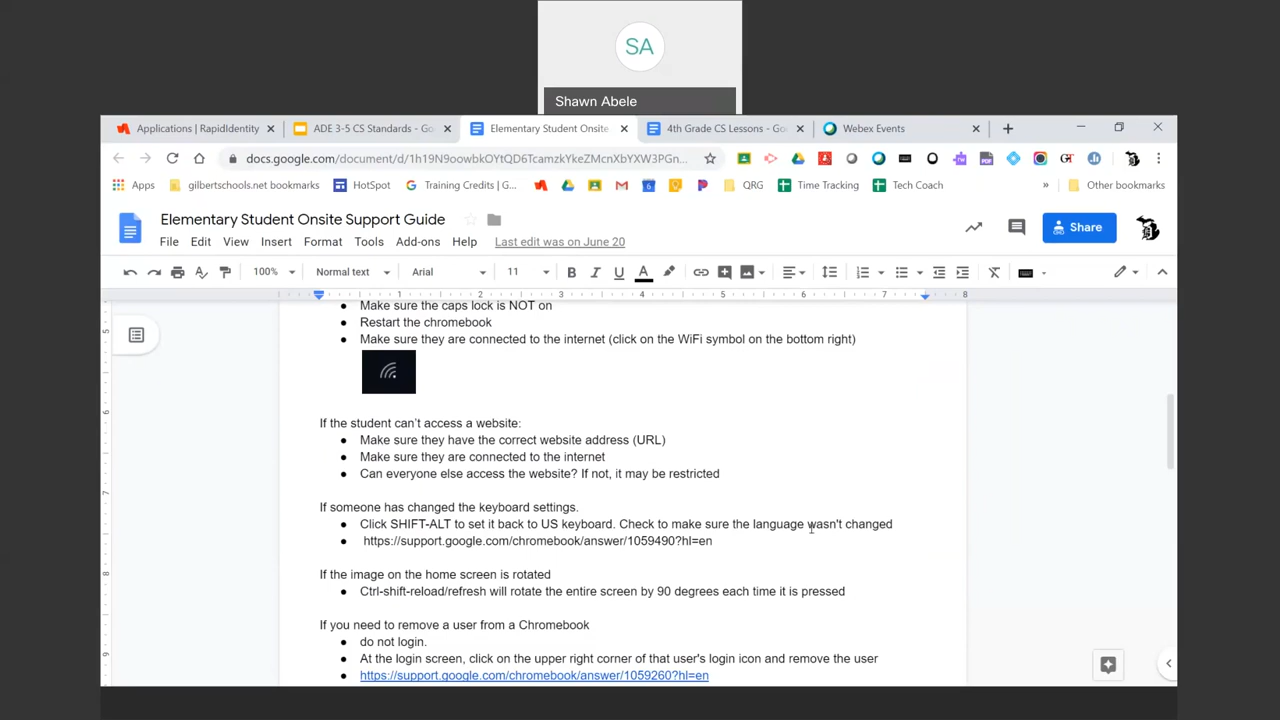 SA
Shawn Abele
Applications | RapidIdentity
ADE 3-5 CS Standards - Go
Elementary Student Onsite
4th Grade CS Lessons - Goo
Webex Events
docs.google.com/document/d/1h19N9oowbkOYtQD6TcamzkYkeZMcnXbYXW3PGn...
Apps
gilbertschools.net bookmarks
HotSpot
Training Credits | G...
QRG
Time Tracking
Tech Coach
»
Other bookmarks
Elementary Student Onsite Support Guide
File Edit View Insert Format Tools Add-ons Help Last edit was on June 20
Share
100% Normal text Arial 11 B I U A
1 2 3 4 5 6 7 8
• Make sure the caps lock is NOT on
• Restart the chromebook
• Make sure they are connected to the internet (click on the WiFi symbol on the bottom right)
If the student can't access a website:
• Make sure they have the correct website address (URL)
• Make sure they are connected to the internet
• Can everyone else access the website? If not, it may be restricted
If someone has changed the keyboard settings.
• Click SHIFT-ALT to set it back to US keyboard. Check to make sure the language wasn't changed
• https://support.google.com/chromebook/answer/1059490?hl=en
If the image on the home screen is rotated
• Ctrl-shift-reload/refresh will rotate the entire screen by 90 degrees each time it is pressed
If you need to remove a user from a Chromebook
• do not login.
• At the login screen, click on the upper right corner of that user's login icon and remove the user
• https://support.google.com/chromebook/answer/1059260?hl=en